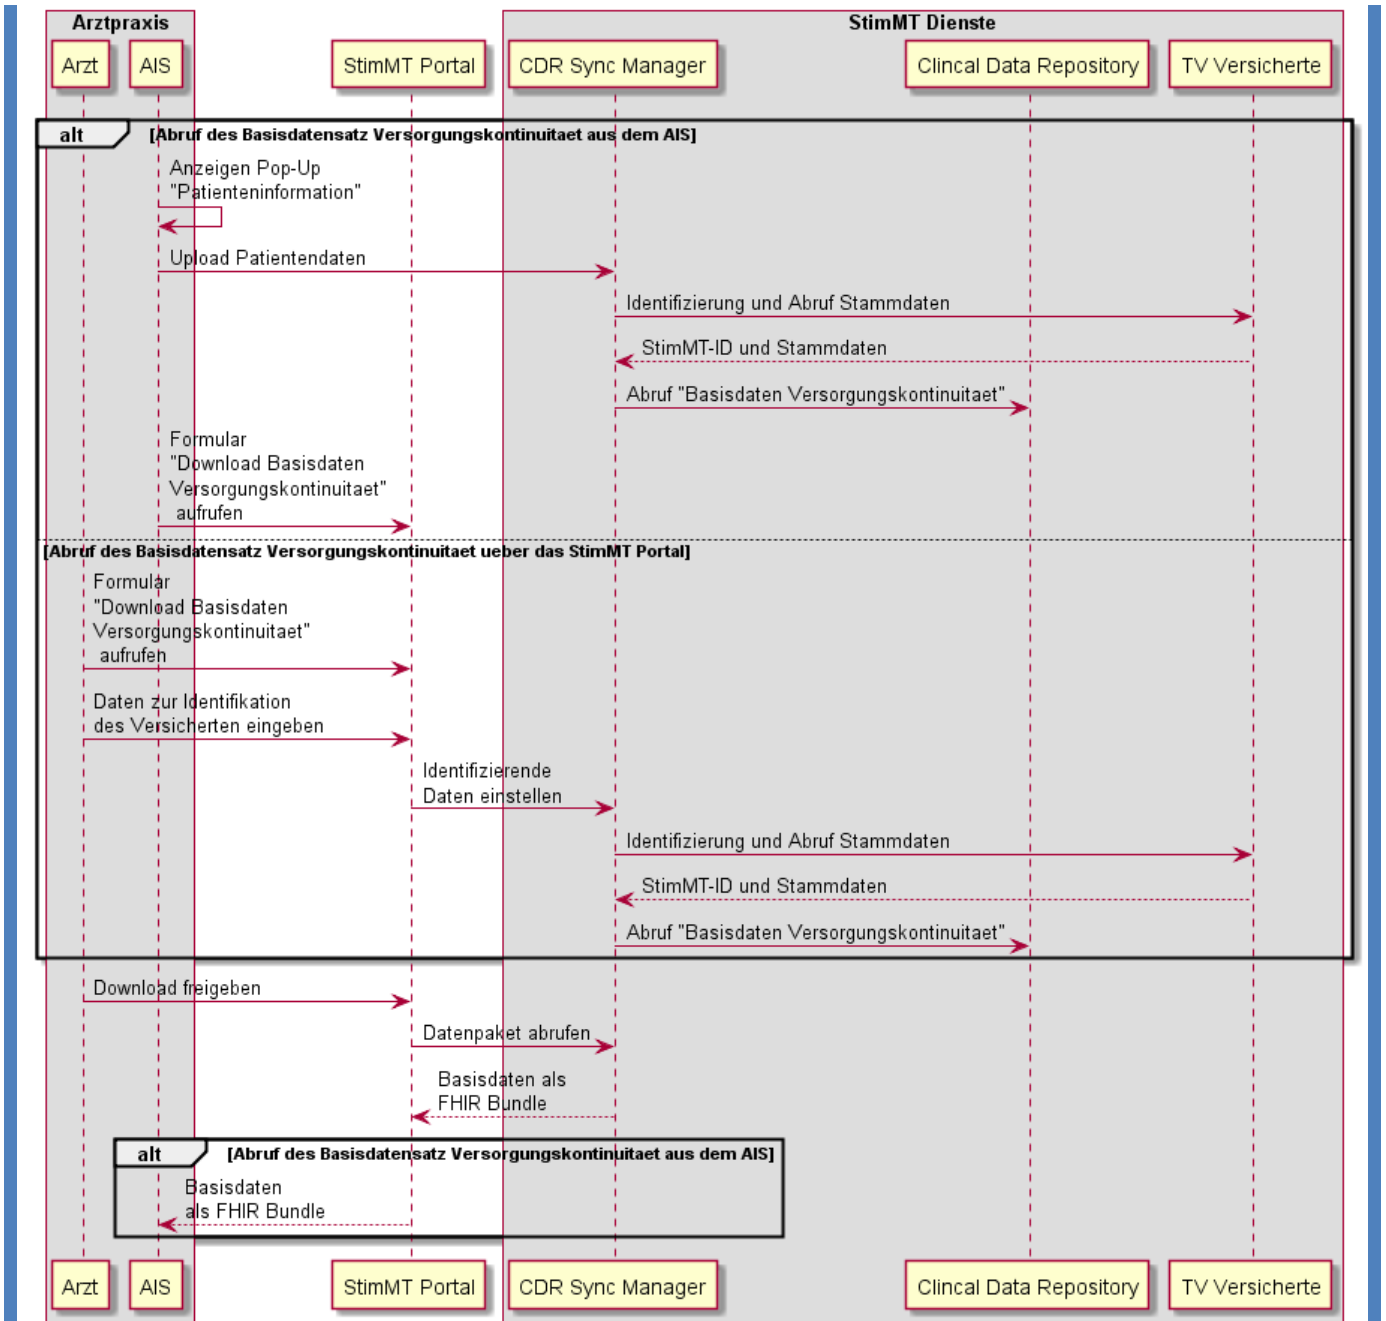 Arztpraxis
StimMT Dienste
Arzt
AIS
StimMT Portal
CDR Sync Manager
Clincal Data Repository
TV Versicherte
alt
[Abruf des Basisdatensatz Versorgungskontinuitaet aus dem AIS]
Anzeigen Pop-Up
"Patienteninformation"
Upload Patientendaten
Identifizierung und Abruf Stammdaten
StimMT-ID und Stammdaten
Abruf "Basisdaten Versorgungskontinuitaet"
Formular
"Download Basisdaten
Versorgungskontinuitaet"
aufrufen
[Abruf des Basisdatensatz Versorgungskontinuitaet ueber das StimMT Portal]
Formular
"Download Basisdaten
Versorgungskontinuitaet"
aufrufen
Daten zur Identifikation
des Versicherten eingeben
Identifizierende
Daten einstellen
Identifizierung und Abruf Stammdaten
StimMT-ID und Stammdaten
Abruf "Basisdaten Versorgungskontinuitaet"
Download freigeben
Datenpaket abrufen
Basisdaten als
FHIR Bundle
alt
[Abruf des Basisdatensatz Versorgungskontinuitaet aus dem AIS]
Basisdaten
als FHIR Bundle
Arzt
AIS
StimMT Portal
CDR Sync Manager
Clincal Data Repository
TV Versicherte